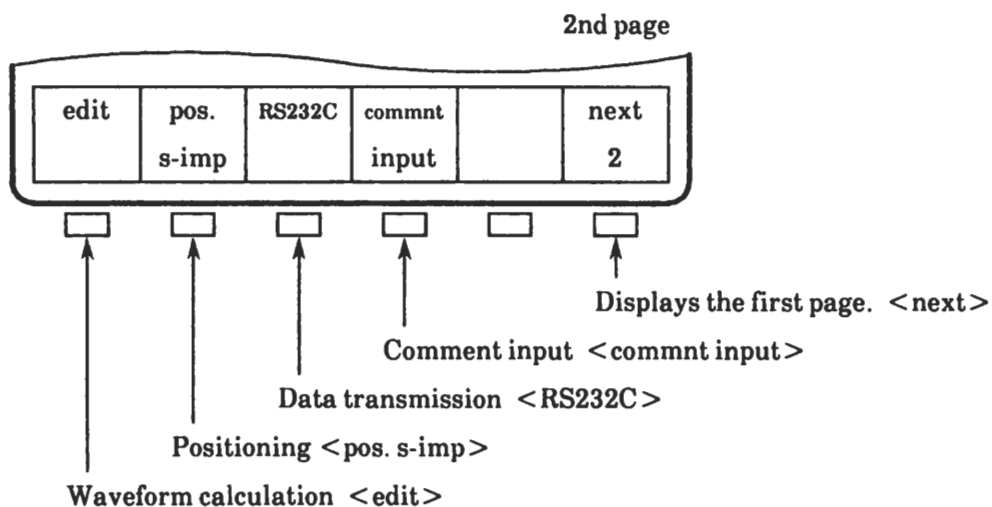 2nd page
edit
pos.
s-imp
RS232C
commnt
input
next
2
Displays the first page. <next>
Comment input <commnt input>
Data transmission <RS232C>
Positioning <pos. s-imp>
Waveform calculation <edit>